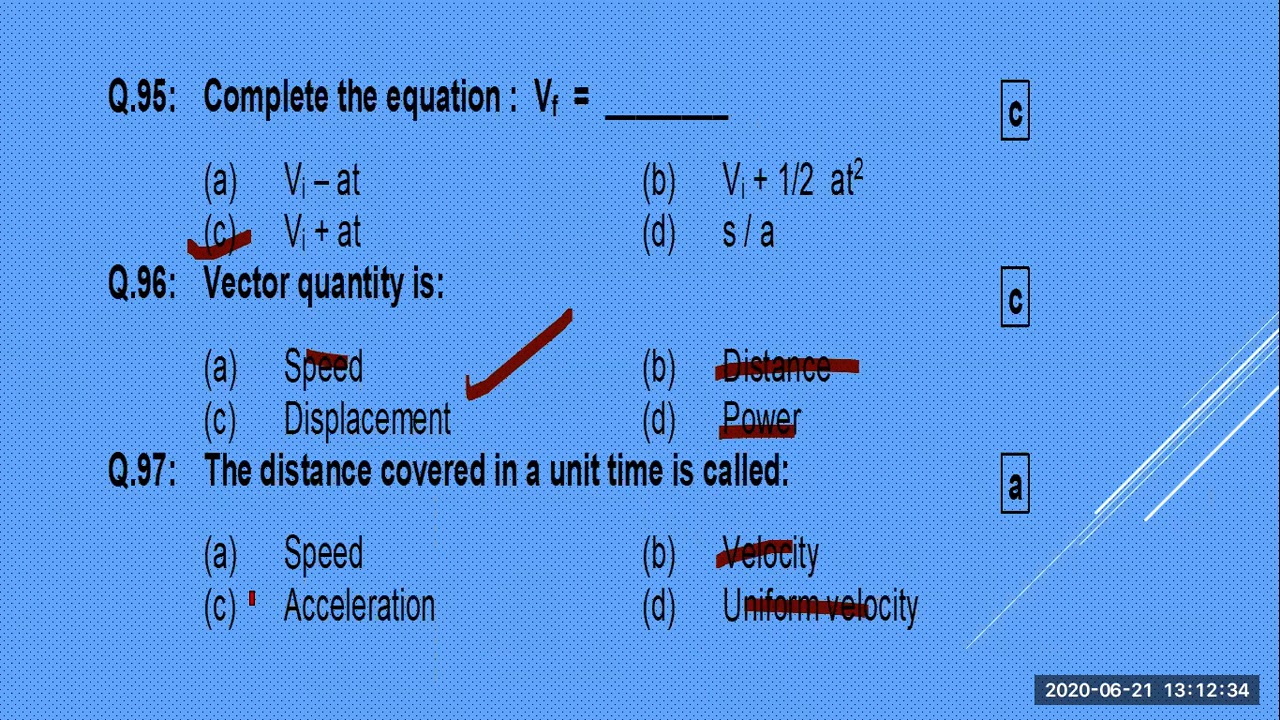 Q.95: Complete the equation : Vf = ________ c
(a) Vi – at (b) Vi + 1/2 at²
(c) Vi + at (d) s / a
Q.96: Vector quantity is: c
(a) Speed (b) Distance
(c) Displacement (d) Power
Q.97: The distance covered in a unit time is called: a
(a) Speed (b) Velocity
(c) Acceleration (d) Uniform velocity
2020-06-21 13:12:34